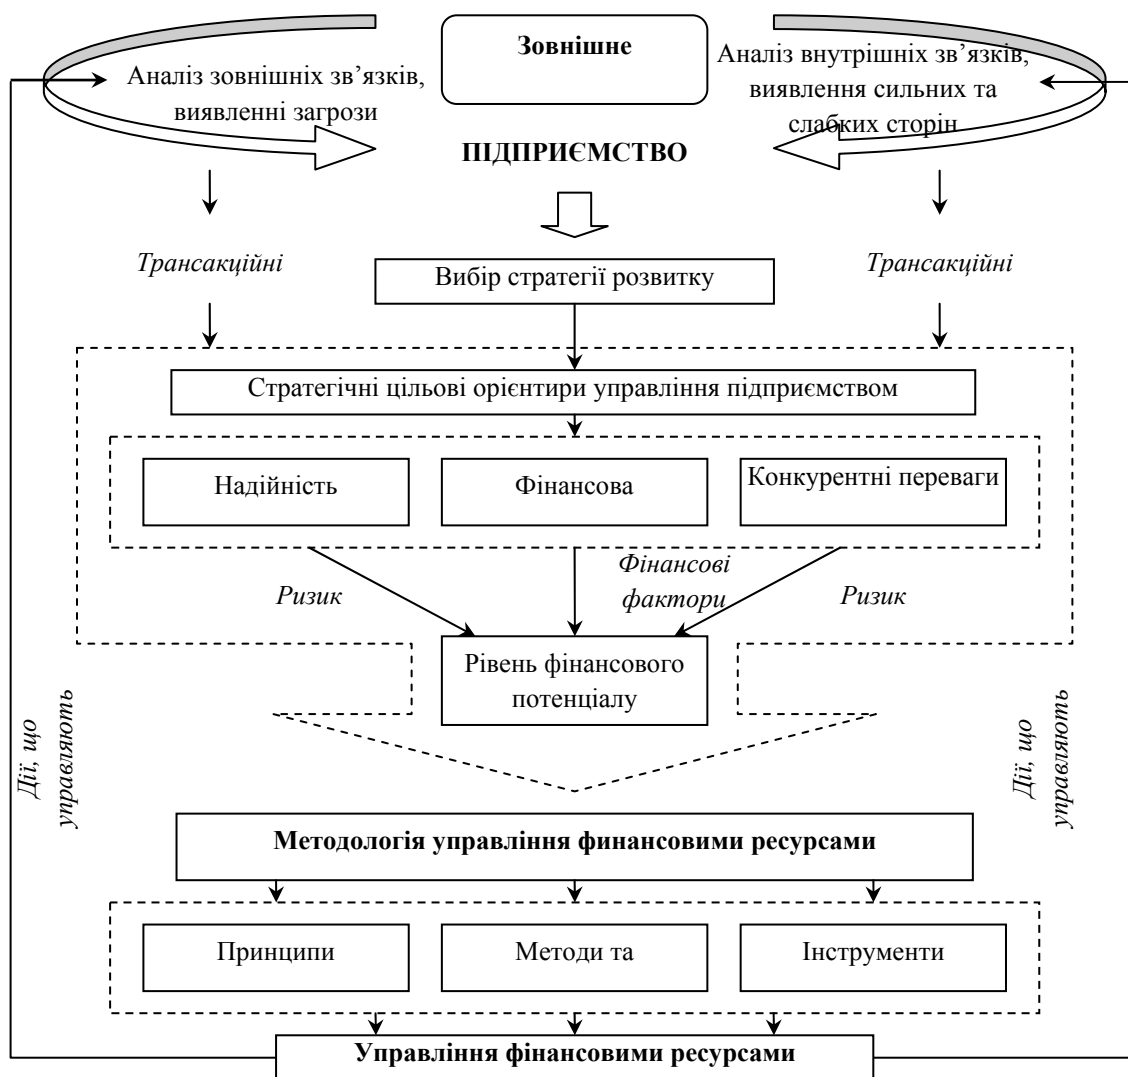 Зовнішне
Аналіз зовнішніх зв’язків,
виявленні загрози
Аналіз внутрішніх зв’язків,
виявлення сильних та
слабких сторін
ПІДПРИЄМСТВО
Трансакційні
Вибір стратегії розвитку
Трансакційні
Стратегічні цільові орієнтири управління підприємством
Надійність
Фінансова
Конкурентні переваги
Ризик
Фінансові
фактори
Ризик
Рівень фінансового
потенціалу
Дії, що
управляють
Дії, що
управляють
Методологія управління финансовими ресурсами
Принципи
Методи та
Інструменти
Управління фінансовими ресурсами